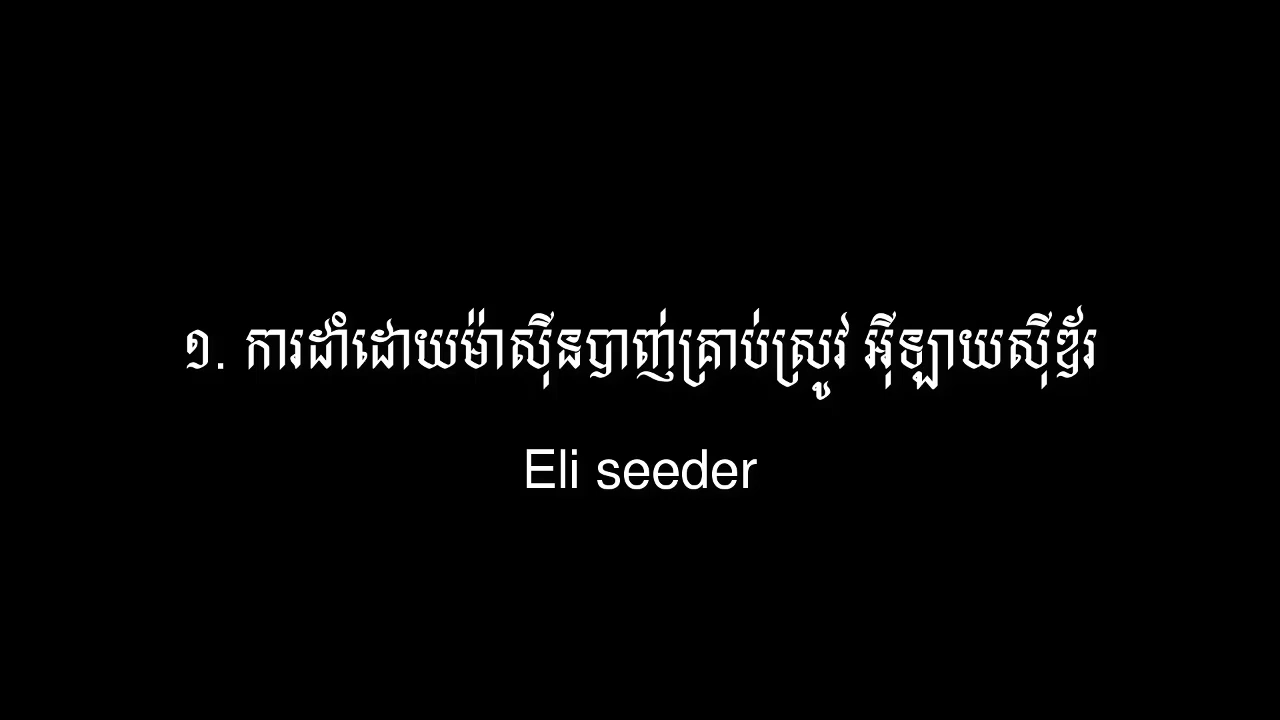 ១. ការដាំដោយម៉ាស៊ីនបាញ់គ្រាប់ស្រូវ អ៊ីឡាយស៊ីឌ័រ
Eli seeder